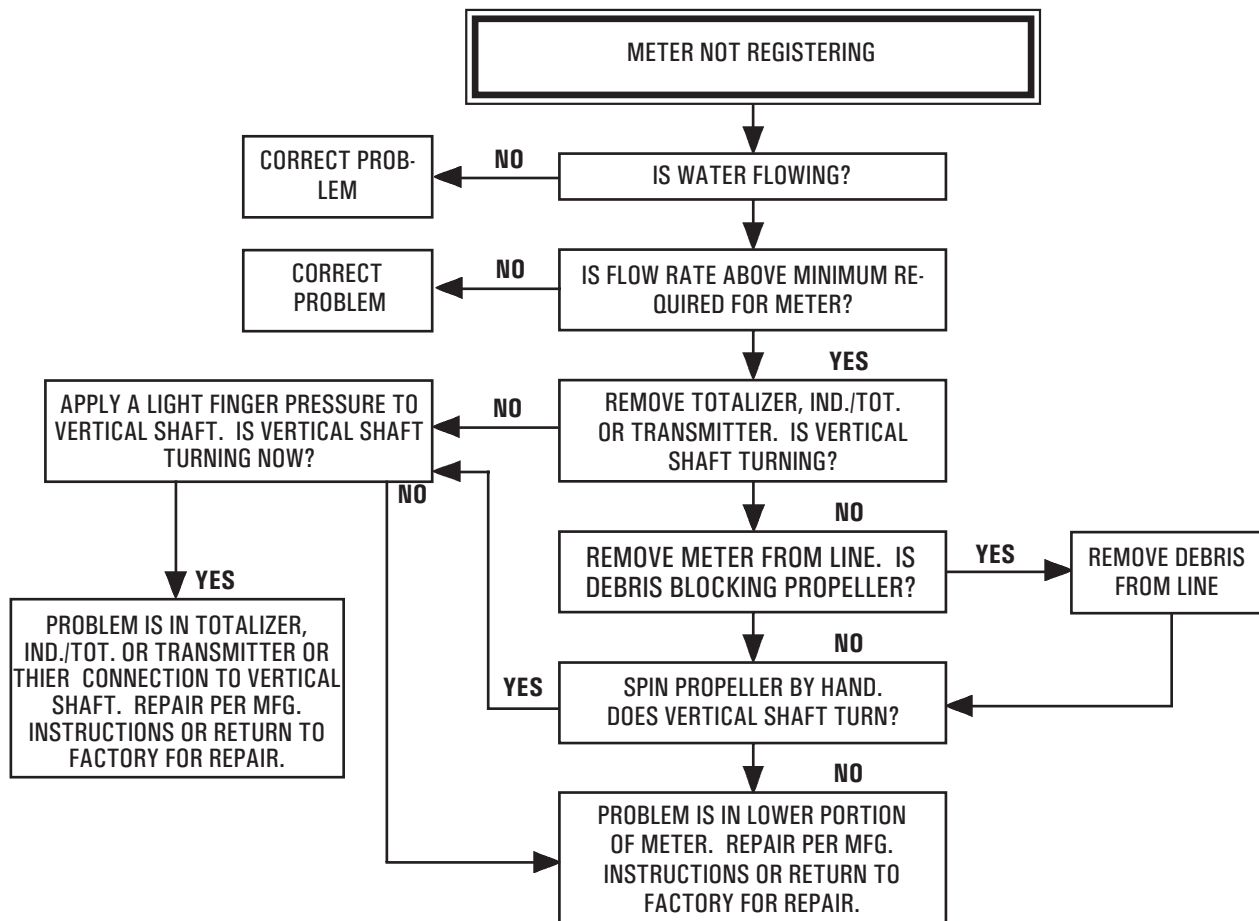 METER NOT REGISTERING
NO
CORRECT PROB-
LEM
IS WATER FLOWING?
NO
CORRECT
PROBLEM
IS FLOW RATE ABOVE MINIMUM RE-
QUIRED FOR METER?
YES
APPLY A LIGHT FINGER PRESSURE TO
VERTICAL SHAFT. IS VERTICAL SHAFT
TURNING NOW?
NO
REMOVE TOTALIZER, IND./TOT.
OR TRANSMITTER. IS VERTICAL
SHAFT TURNING?
NO
NO
REMOVE METER FROM LINE. IS
DEBRIS BLOCKING PROPELLER?
YES
REMOVE DEBRIS
FROM LINE
YES
PROBLEM IS IN TOTALIZER,
IND./TOT. OR TRANSMITTER OR
THIER CONNECTION TO VERTICAL
SHAFT. REPAIR PER MFG.
INSTRUCTIONS OR RETURN TO
FACTORY FOR REPAIR.
NO
YES
SPIN PROPELLER BY HAND.
DOES VERTICAL SHAFT TURN?
NO
PROBLEM IS IN LOWER PORTION
OF METER. REPAIR PER MFG.
INSTRUCTIONS OR RETURN TO
FACTORY FOR REPAIR.